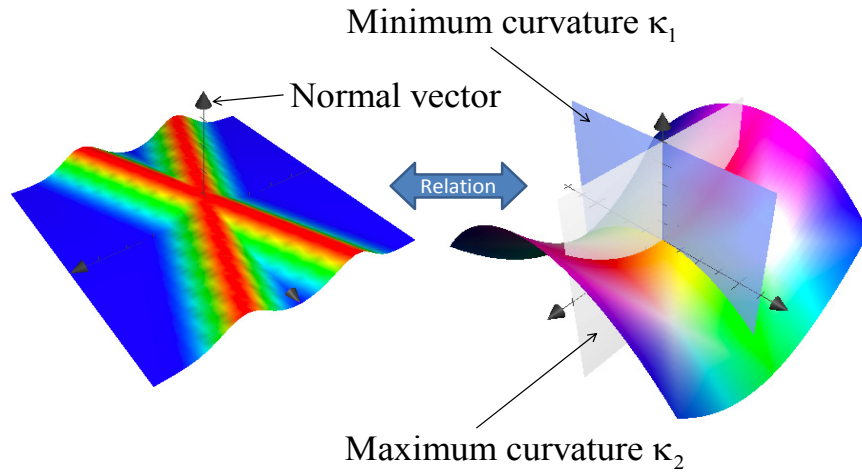 Minimum curvature κ₁
Normal vector
Relation
Maximum curvature κ₂